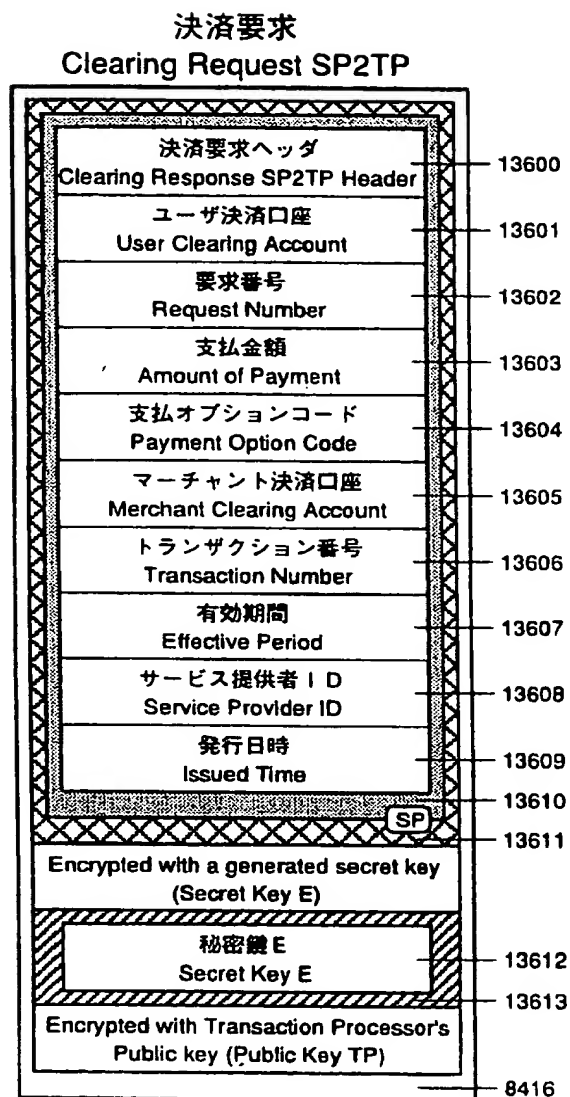 決済要求
Clearing Request SP2TP
決済要求ヘッダ
Clearing Response SP2TP Header
13600
ユーザ決済口座
User Clearing Account
13601
要求番号
Request Number
13602
支払金額
Amount of Payment
13603
支払オプションコード
Payment Option Code
13604
マーチャント決済口座
Merchant Clearing Account
13605
トランザクション番号
Transaction Number
13606
有効期間
Effective Period
13607
サービス提供者ID
Service Provider ID
13608
発行日時
Issued Time
13609
13610
SP
13611
Encrypted with a generated secret key
(Secret Key E)
秘密鍵E
Secret Key E
13612
13613
Encrypted with Transaction Processor's
Public key (Public Key TP)
8416